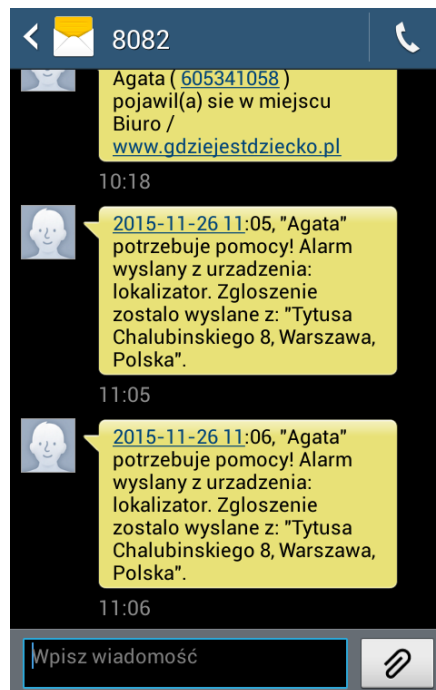 8082
Agata ( 605341058 )
pojawil(a) sie w miejscu
Biuro /
www.gdziejestdziecko.pl
10:18
2015-11-26 11:05, "Agata"
potrzebuje pomocy! Alarm
wyslany z urzadzenia:
lokalizator. Zgloszenie
zostalo wyslane z: "Tytusa
Chalubinskiego 8, Warszawa,
Polska".
11:05
2015-11-26 11:06, "Agata"
potrzebuje pomocy! Alarm
wyslany z urzadzenia:
lokalizator. Zgloszenie
zostalo wyslane z: "Tytusa
Chalubinskiego 8, Warszawa,
Polska".
11:06
Wpisz wiadomość